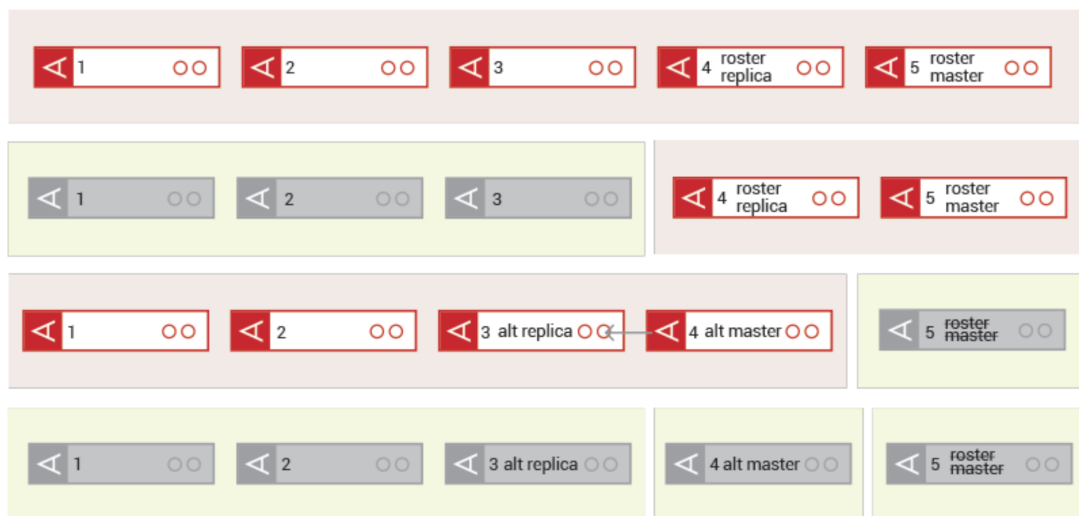 1
2
3
4 roster replica
5 roster master
1
2
3
4 roster replica
5 roster master
1
2
3 alt replica
4 alt master
5 roster master
1
2
3 alt replica
4 alt master
5 roster master